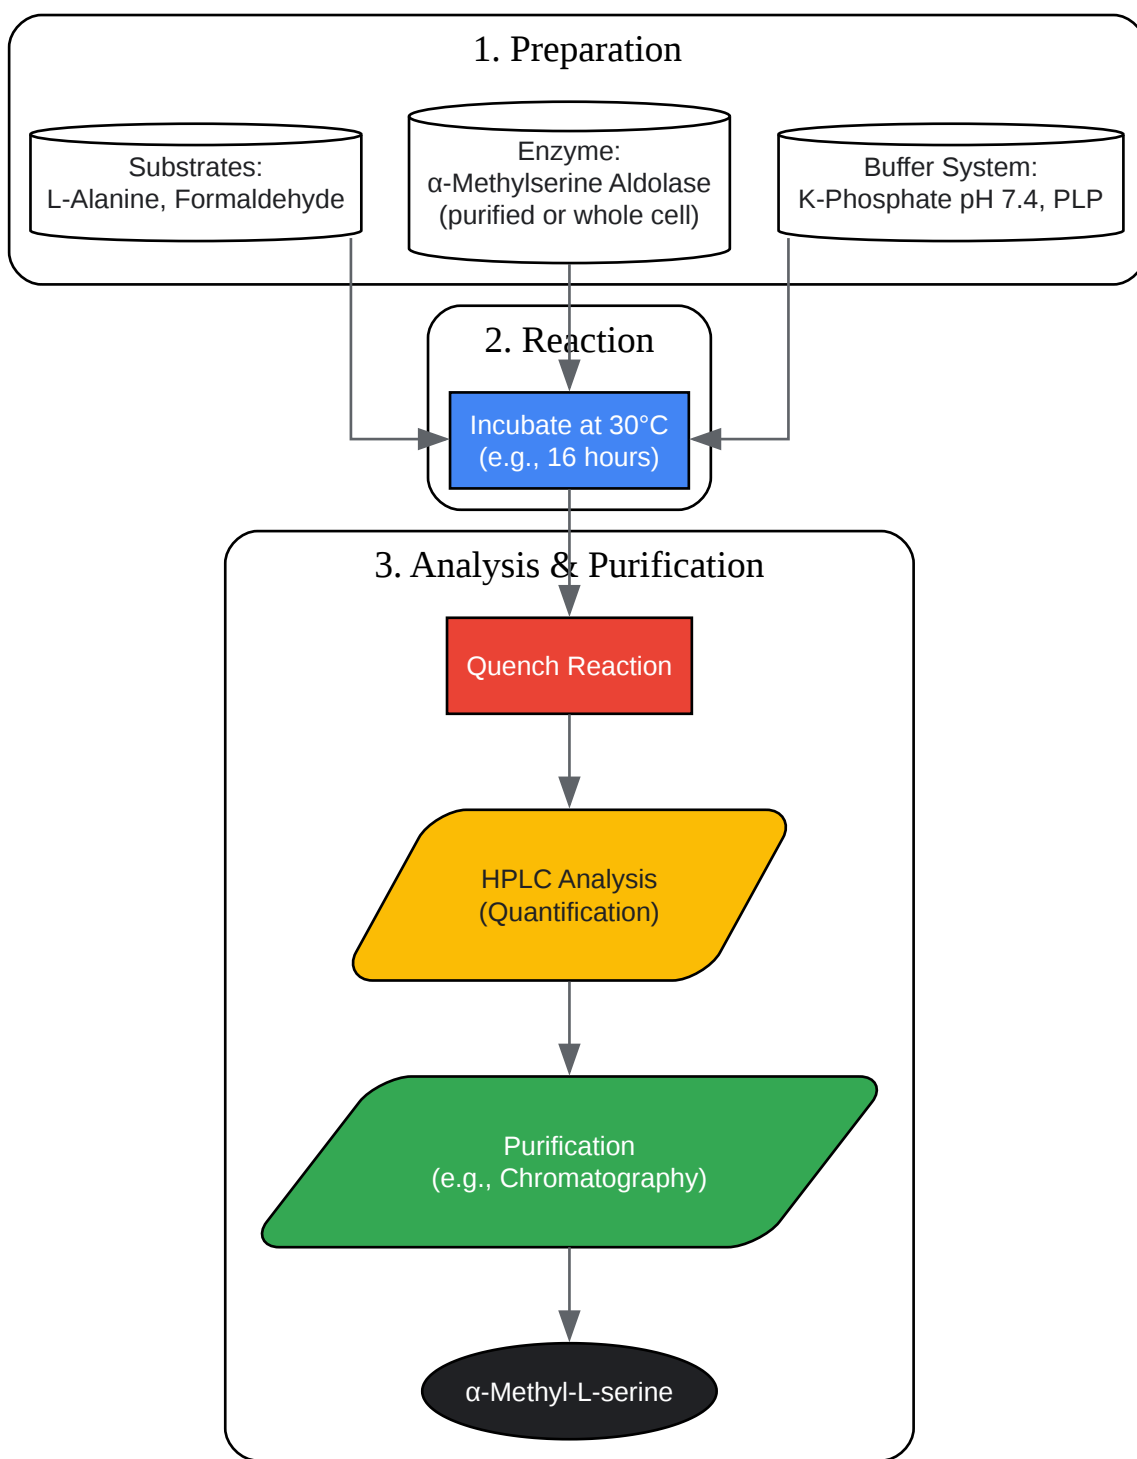 1. Preparation
Substrates:
L-Alanine, Formaldehyde
Enzyme:
α-Methylserine Aldolase
(purified or whole cell)
Buffer System:
K-Phosphate pH 7.4, PLP
2. Reaction
Incubate at 30°C
(e.g., 16 hours)
3. Analysis & Purification
Quench Reaction
HPLC Analysis
(Quantification)
Purification
(e.g., Chromatography)
α-Methyl-L-serine